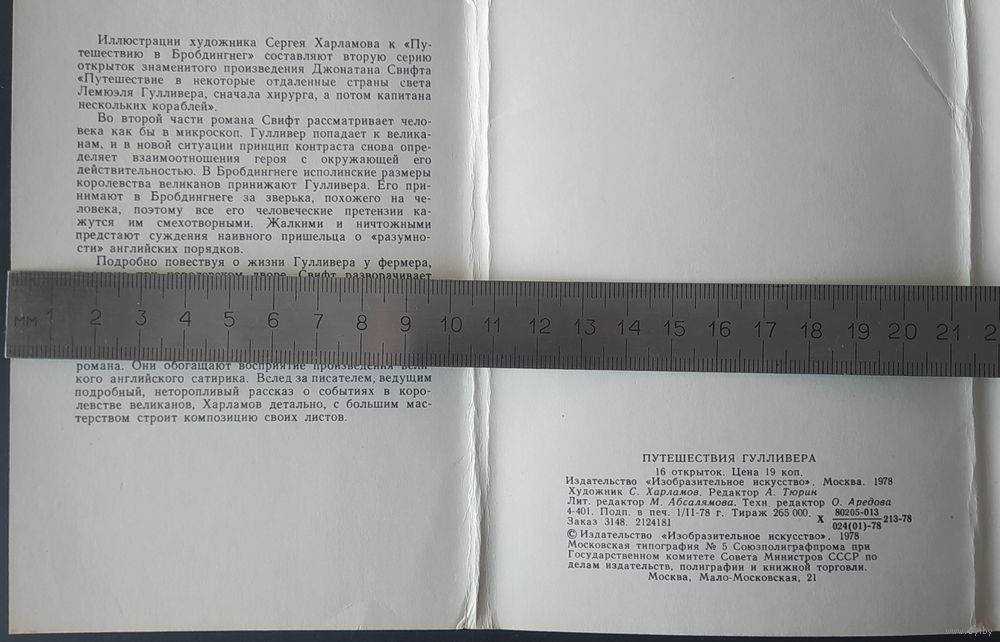 Иллюстрации художника Сергея Харламова к «Пу-
тешествию в Бробдингнег» составляют вторую серию
открыток знаменитого произведения Джонатана Свифта
«Путешествие в некоторые отдаленные страны света
Лемюэля Гулливера, сначала хирурга, а потом капитана
нескольких кораблей».
Во второй части романа Свифт рассматривает чело-
века как бы в микроскоп. Гулливер попадает к велика-
нам, и в новой ситуации принцип контраста снова опре-
деляет взаимоотношения героя с окружающей его
действительностью. В Бробдингнеге исполинские размеры
королевства великанов принижают Гулливера. Его при-
нимают в Бробдингнеге за зверька, похожего на че-
ловека, поэтому все его человеческие претензии ка-
жутся им смехотворными. Жалкими и ничтожными
предстают суждения наивного пришельца о «разумно-
сти» английских порядков.
Подробно повествуя о жизни Гулливера у фермера,
при королевском дворе, Свифт разворачивает
мм 1 2 3 4 5 6 7 8 9 10 11 12 13 14 15 16 17 18 19 20 21 2
романа. Они обогащают восприятие произведения вели-
кого английского сатирика. Вслед за писателем, ведущим
подробный, неторопливый рассказ о событиях в коро-
левстве великанов, Харламов детально, с большим мас-
терством строит композицию своих листов.
ПУТЕШЕСТВИЯ ГУЛЛИВЕРА
16 открыток. Цена 19 коп.
Издательство «Изобразительное искусство». Москва. 1978
Художник С. Харламов. Редактор А. Тюрин
Лит. редактор М. Абсалямова. Техн. редактор О. Аредова
4-401. Подп. в печ. 1/II-78 г. Тираж 265 000. Х 80205-013
Заказ 3148. 2124181 024(01)-78 213-78
© Издательство «Изобразительное искусство». 1978
Московская типография № 5 Союзполиграфпрома при
Государственном комитете Совета Министров СССР по
делам издательств, полиграфии и книжной торговли.
Москва, Мало-Московская, 21